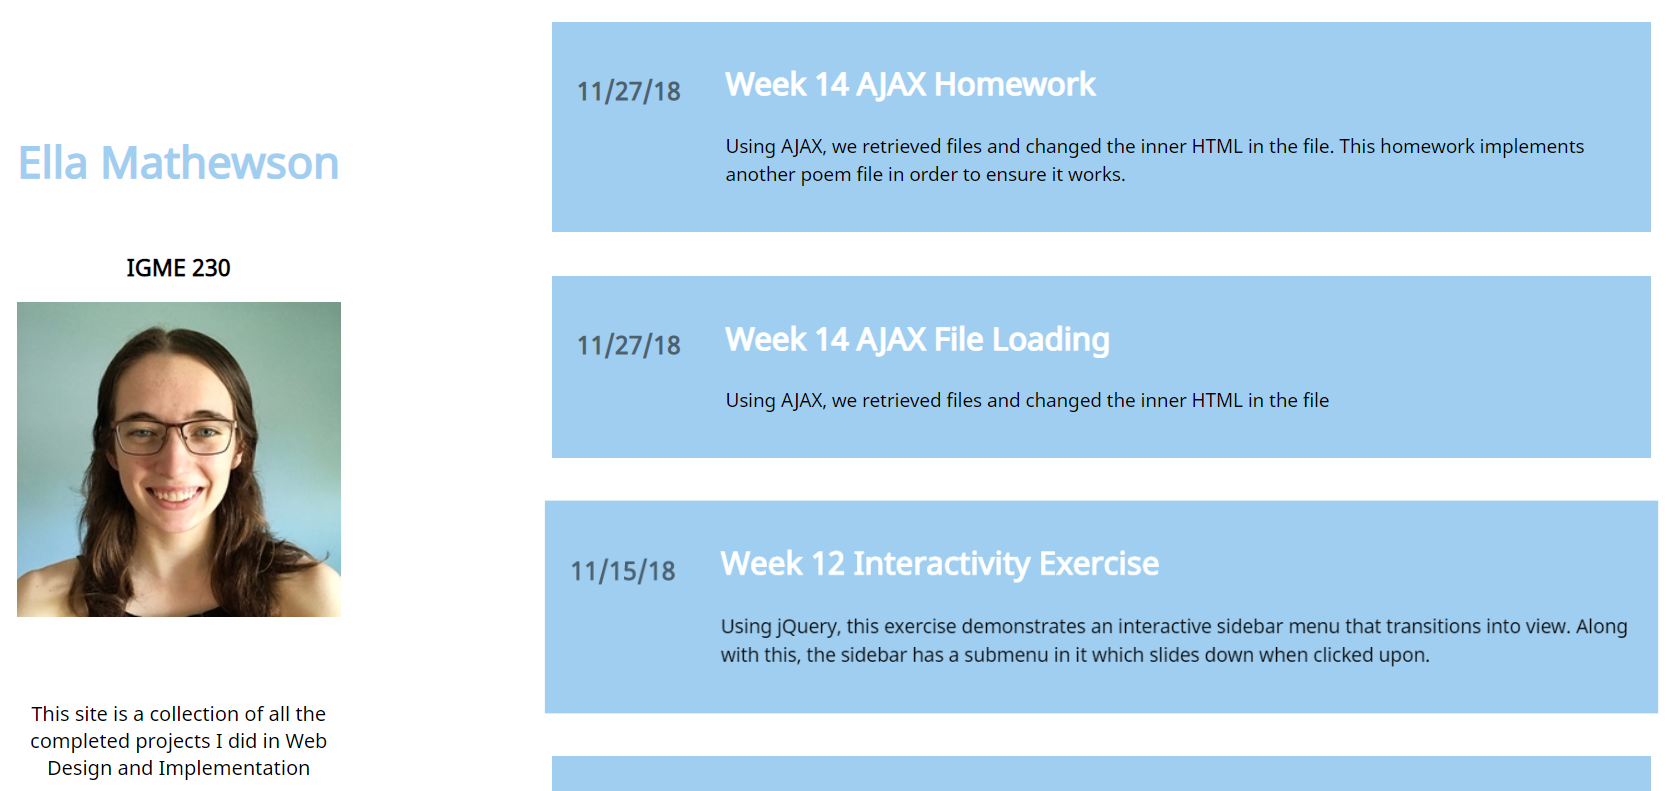 Ella Mathewson
IGME 230
This site is a collection of all the
completed projects I did in Web
Design and Implementation
11/27/18
Week 14 AJAX Homework
Using AJAX, we retrieved files and changed the inner HTML in the file. This homework implements
another poem file in order to ensure it works.
11/27/18
Week 14 AJAX File Loading
Using AJAX, we retrieved files and changed the inner HTML in the file
11/15/18
Week 12 Interactivity Exercise
Using jQuery, this exercise demonstrates an interactive sidebar menu that transitions into view. Along
with this, the sidebar has a submenu in it which slides down when clicked upon.